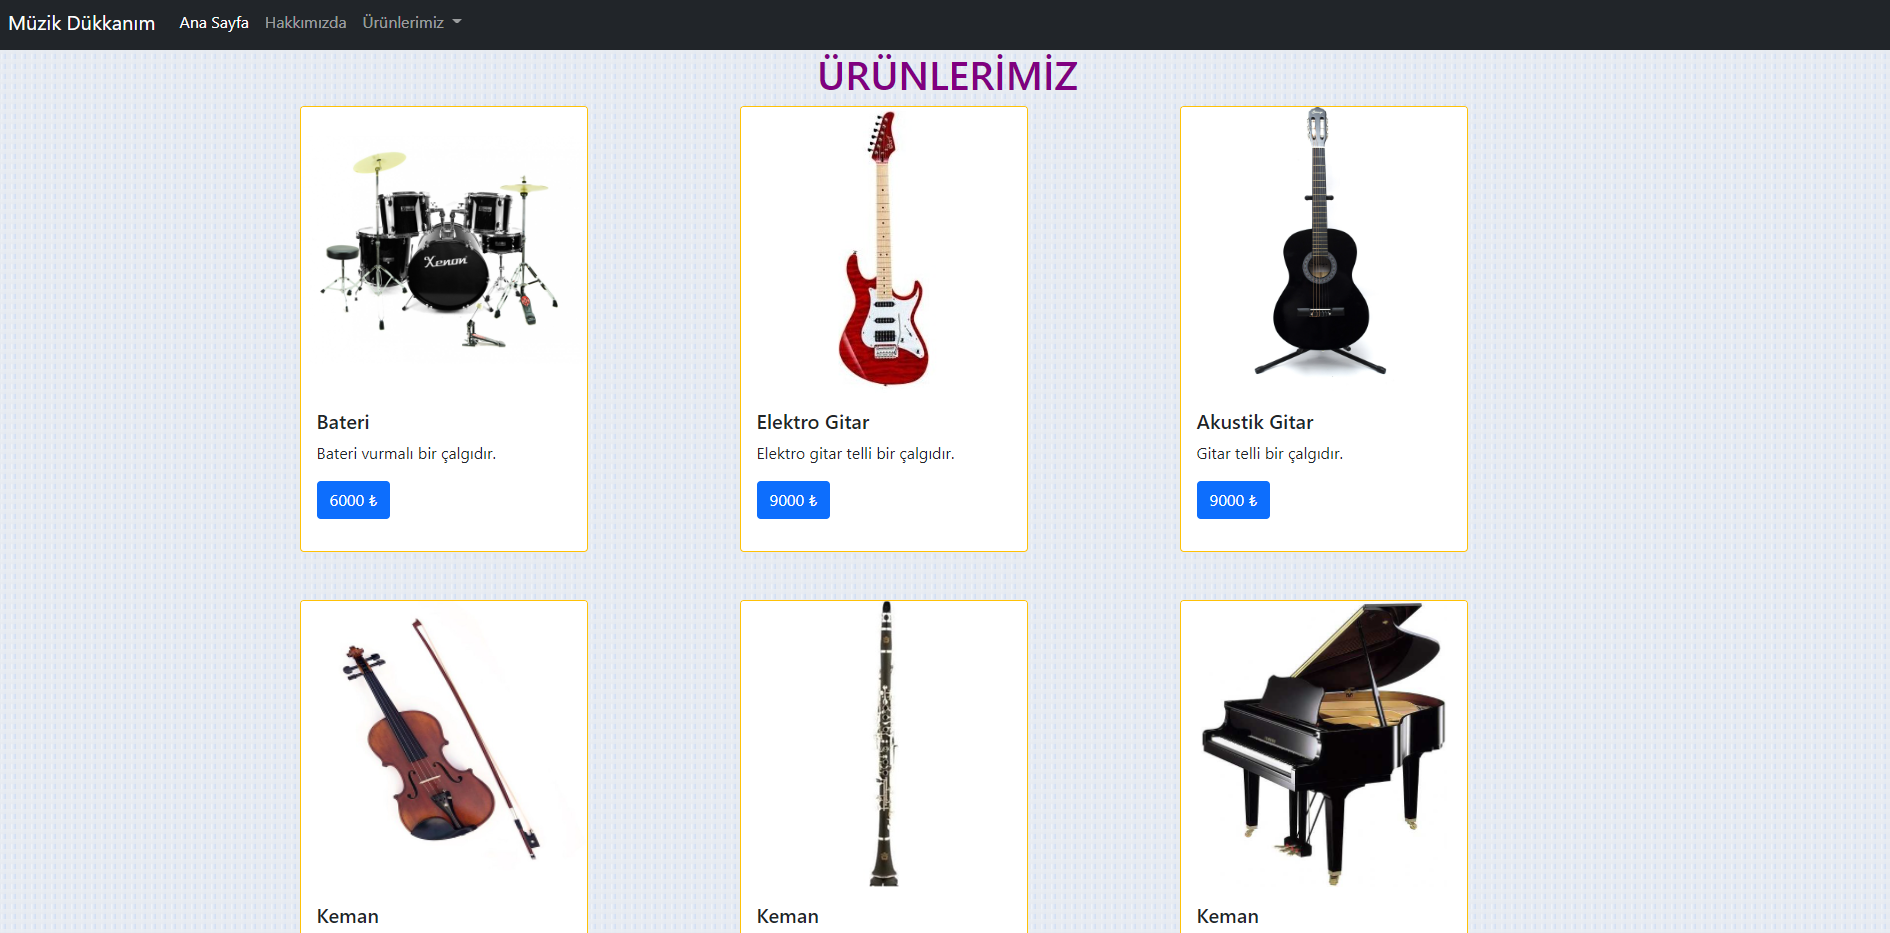 Müzik Dükkanım Ana Sayfa Hakkımızda Ürünlerimiz
ÜRÜNLERİMİZ
Xenon
Bateri
Bateri vurmalı bir çalgıdır.
6000 ₺
Elektro Gitar
Elektro gitar telli bir çalgıdır.
9000 ₺
Akustik Gitar
Gitar telli bir çalgıdır.
9000 ₺
Keman
Keman
Keman